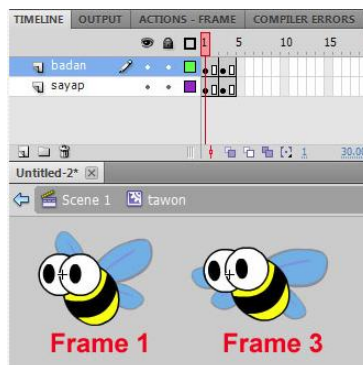 TIMELINE OUTPUT ACTIONS - FRAME COMPILER ERRORS
1 5 10 15
badan
sayap
1 30.00
Untitled-2* ×
Scene 1 tawon
Frame 1 Frame 3